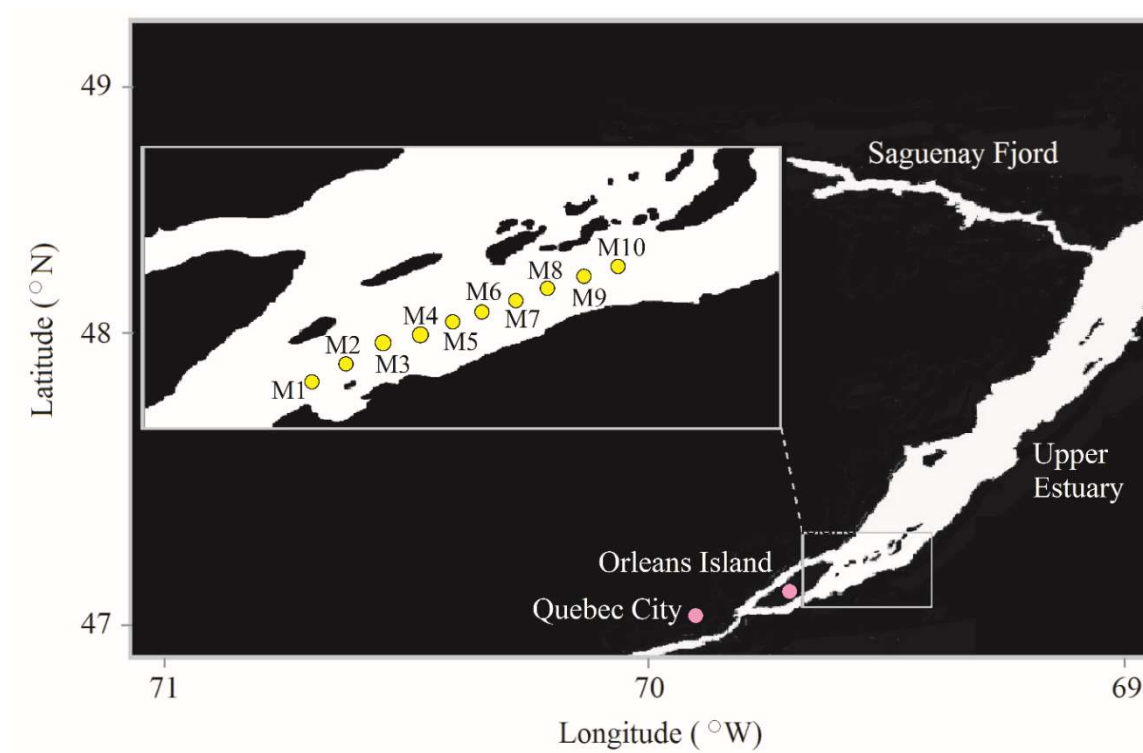 49
Saguenay Fjord
M10
M8
M6
M9
M4
M7
48
M2
M5
M3
M1
Latitude (°N)
Upper
Estuary
Orleans Island
Quebec City
47
71
70
69
Longitude (°W)